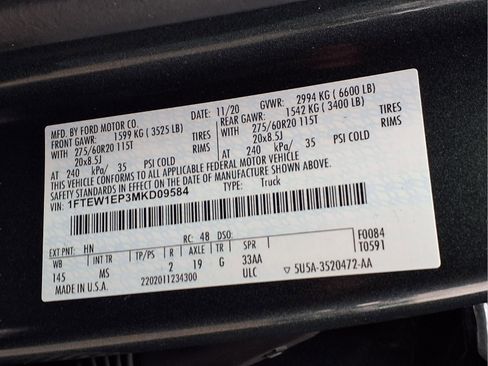 MFD. BY FORD MOTOR CO. DATE: 11/20 GVWR: 2994 KG (6600 LB)
FRONT GAWR: 1599 KG (3525 LB) REAR GAWR: 1542 KG (3400 LB)
WITH 275/60R20 115T TIRES WITH 275/60R20 115T TIRES
20x8.5J RIMS 20x8.5J RIMS
AT 240 kPa/ 35 PSI COLD AT 240 kPa/ 35 PSI COLD
THIS VEHICLE CONFORMS TO ALL APPLICABLE FEDERAL MOTOR VEHICLE
SAFETY STANDARDS IN EFFECT ON THE DATE OF MANUFACTURE SHOWN ABOVE.
VIN: 1FTEW1EP3MKD09584 TYPE: Truck
EXT PNT: HN RC: 48 DSO: F0084
WB INT TR TP/PS R AXLE TR SPR T0591
145 MS 2 19 G 33AA
MADE IN U.S.A. 2202011234300 ULC ▽ 5U5A-3520472-AA